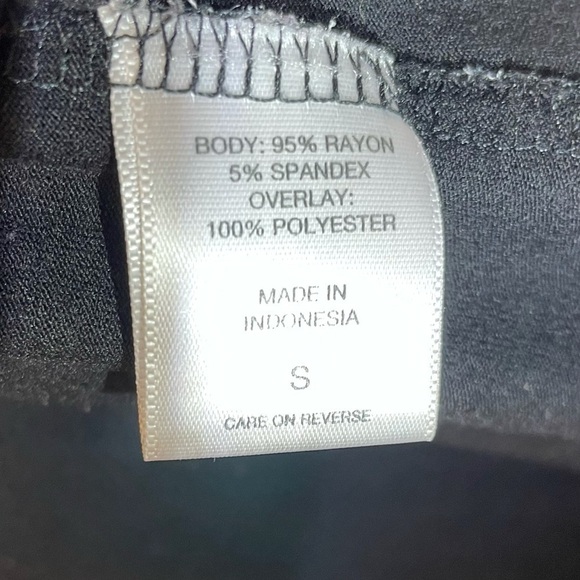 BODY: 95% RAYON
5% SPANDEX
OVERLAY:
100% POLYESTER
MADE IN
INDONESIA
S
CARE ON REVERSE